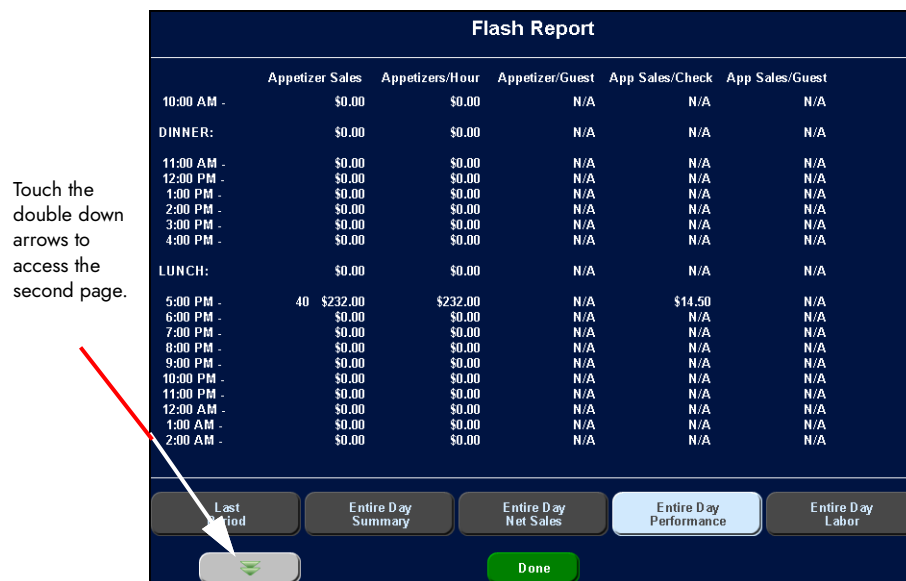 Flash Report
Appetizer Sales Appetizers/Hour Appetizer/Guest App Sales/Check App Sales/Guest
10:00 AM - $0.00 $0.00 N/A N/A N/A
DINNER: $0.00 $0.00 N/A N/A N/A
11:00 AM - $0.00 $0.00 N/A N/A N/A
12:00 PM - $0.00 $0.00 N/A N/A N/A
1:00 PM - $0.00 $0.00 N/A N/A N/A
2:00 PM - $0.00 $0.00 N/A N/A N/A
3:00 PM - $0.00 $0.00 N/A N/A N/A
4:00 PM - $0.00 $0.00 N/A N/A N/A
LUNCH: $0.00 $0.00 N/A N/A N/A
5:00 PM - 40 $232.00 $232.00 N/A $14.50 N/A
6:00 PM - $0.00 $0.00 N/A N/A N/A
7:00 PM - $0.00 $0.00 N/A N/A N/A
8:00 PM - $0.00 $0.00 N/A N/A N/A
9:00 PM - $0.00 $0.00 N/A N/A N/A
10:00 PM - $0.00 $0.00 N/A N/A N/A
11:00 PM - $0.00 $0.00 N/A N/A N/A
12:00 AM - $0.00 $0.00 N/A N/A N/A
1:00 AM - $0.00 $0.00 N/A N/A N/A
2:00 AM - $0.00 $0.00 N/A N/A N/A
Touch the
double down
arrows to
access the
second page.
Last
Period
Entire Day
Summary
Entire Day
Net Sales
Entire Day
Performance
Entire Day
Labor
Done